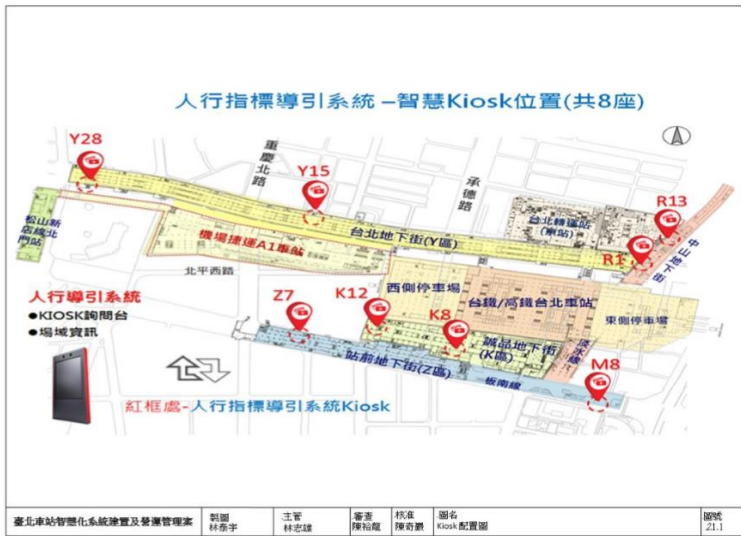 人行指標導引系統 –智慧Kiosk位置(共8座)
Y28
重慶北路
Y15
承德路
R13
台北轉運站
(東站)
松山新
店線北
門站
台北地下街(Y區)
機場捷運A1車站
R1
中山地下街
北平西路
人行導引系統
●KIOSK詢問台
●場域資訊
Z7
K12
西側停車場
台鐵/高鐵台北車站
K8
東側停車場
誠品地下街
(K區)
淡水線
站前地下街(Z區)
板南線
M8
紅框處-人行指標導引系統Kiosk
臺北車站智慧化系統建置及營運管理案
製圖
林泰宇
主管
林志雄
審查
陳裕龍
核准
陳奇嚴
圖名
Kiosk 配置圖
圖號
21.1